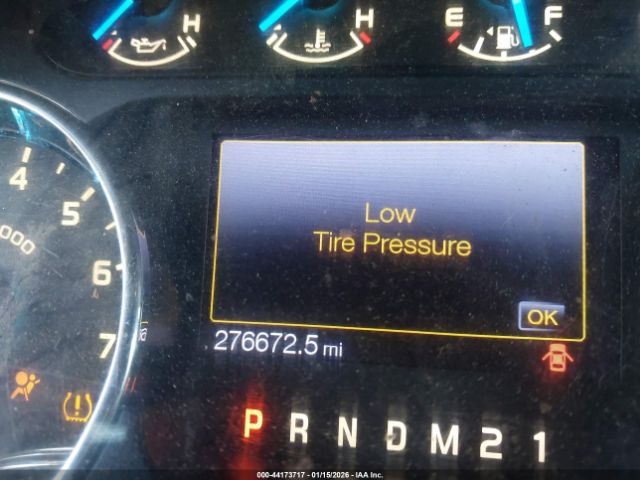 H
H
E F
4
5
000
6
7
Low
Tire Pressure
OK
276672.5 mi
P R N D M 2 1
000-44173717 - 01/15/2026 - IAA Inc.